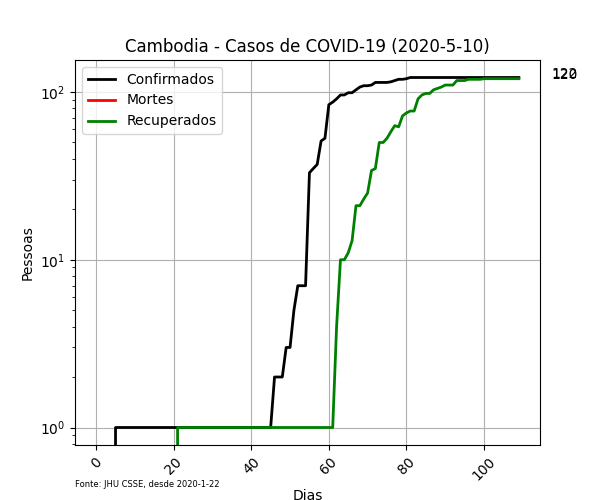 Cambodia - Casos de COVID-19 (2020-5-10)
Confirmados
Mortes
Recuperados
10²
10¹
10⁰
Pessoas
0
20
40
60
80
100
Dias
Fonte: JHU CSSE, desde 2020-1-22